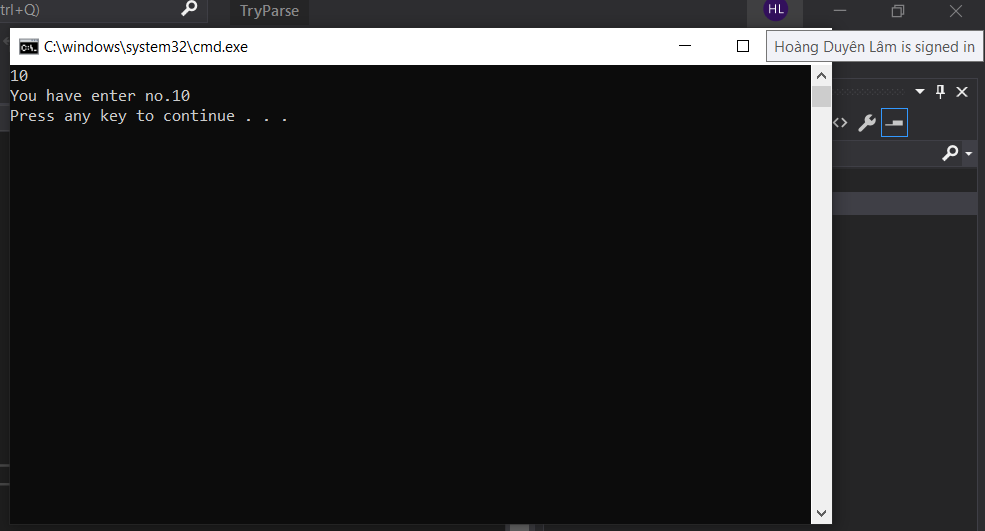 trl+Q)
TryParse
HL
C:\windows\system32\cmd.exe
Hoàng Duyên Lâm is signed in
10
You have enter no.10
Press any key to continue . . .